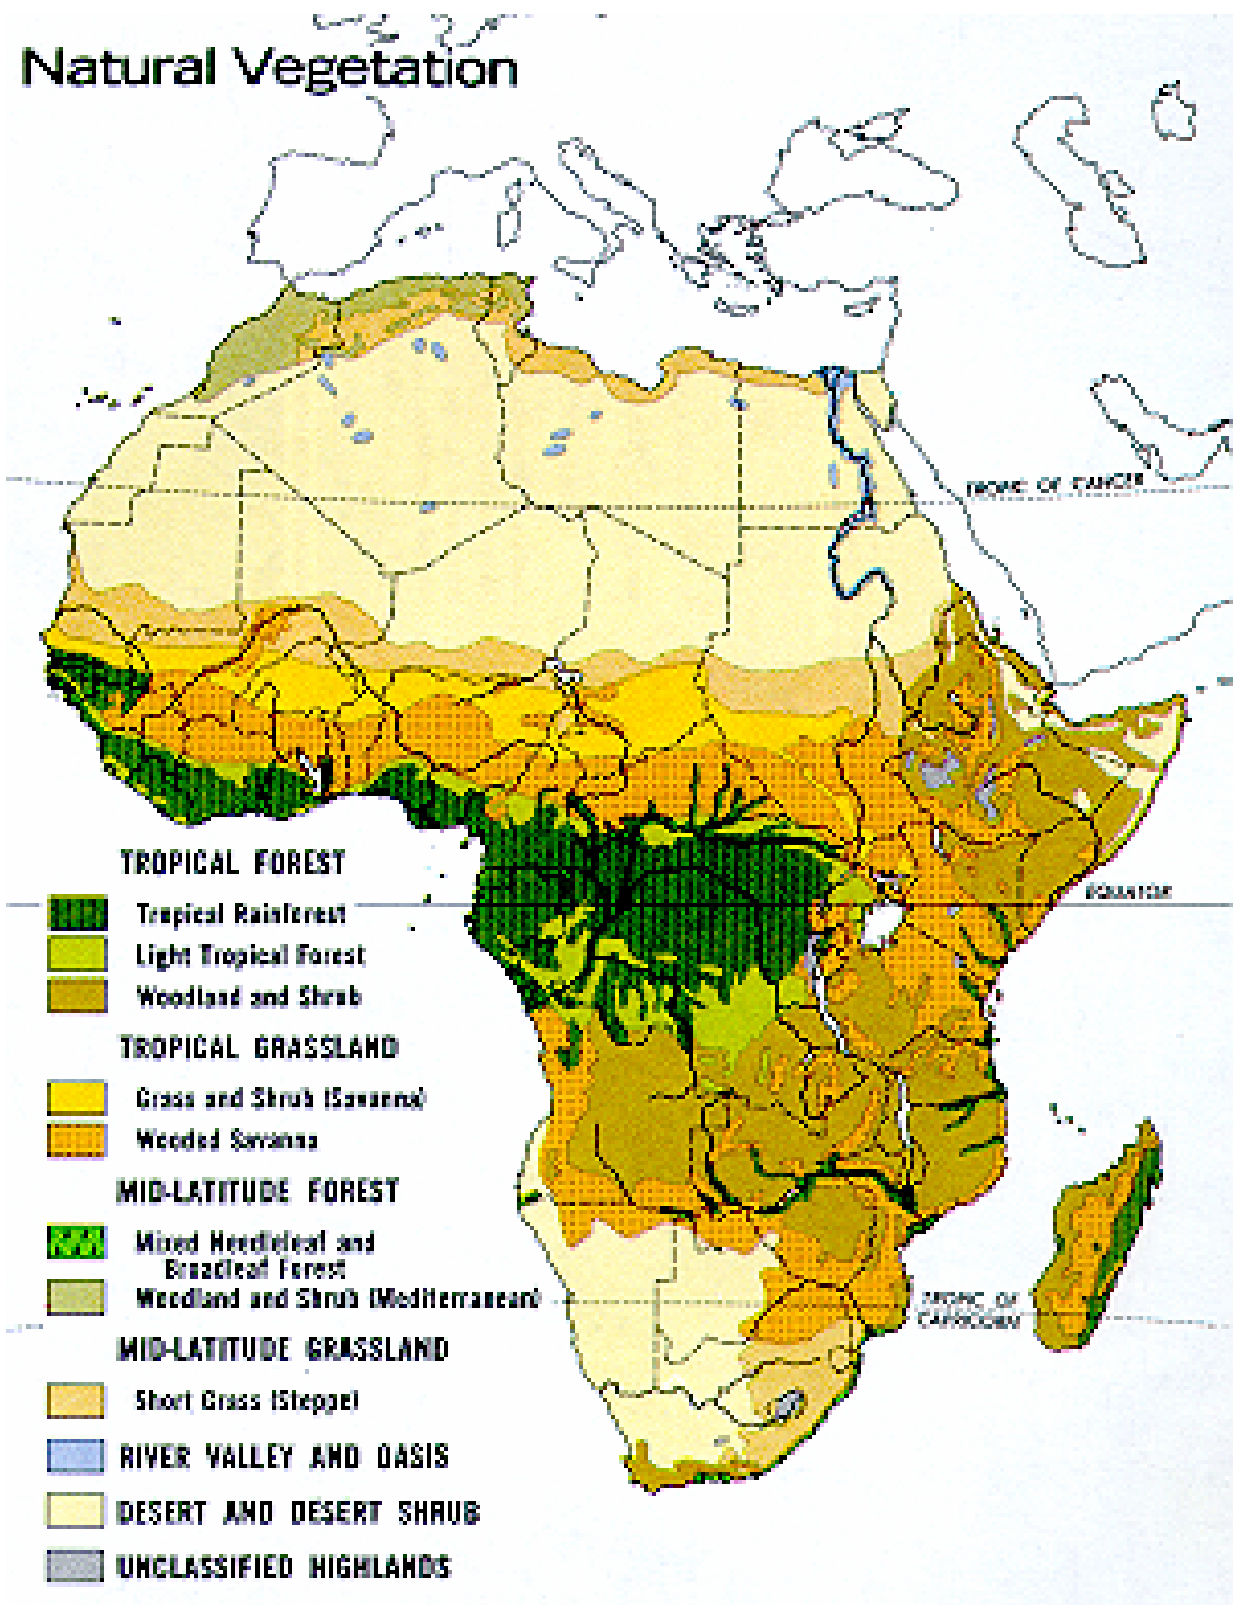 Natural Vegetation
TROPIC OF CANCER
TROPICAL FOREST
EQUATOR
Tropical Rainforest
Light Tropical Forest
Woodland and Shrub
TROPICAL GRASSLAND
Grass and Shrub (Savanna)
Wooded Savanna
MID-LATITUDE FOREST
Mixed Needleleaf and
Broadleaf Forest
Woodland and Shrub (Mediterranean)
TROPIC OF
CAPRICORN
MID-LATITUDE GRASSLAND
Short Grass (Steppe)
RIVER VALLEY AND OASIS
DESERT AND DESERT SHRUB
UNCLASSIFIED HIGHLANDS